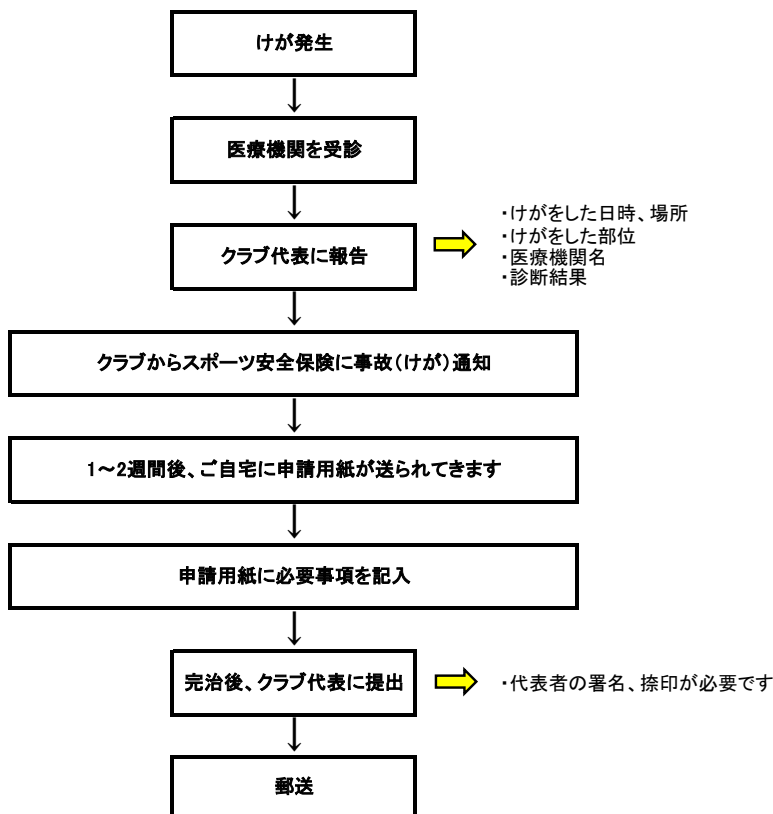 けが発生
↓
医療機関を受診
↓
クラブ代表に報告
・けがをした日時、場所
・けがをした部位
・医療機関名
・診断結果
↓
クラブからスポーツ安全保険に事故(けが)通知
↓
1～2週間後、ご自宅に申請用紙が送られてきます
↓
申請用紙に必要事項を記入
↓
完治後、クラブ代表に提出
・代表者の署名、捺印が必要です
↓
郵送